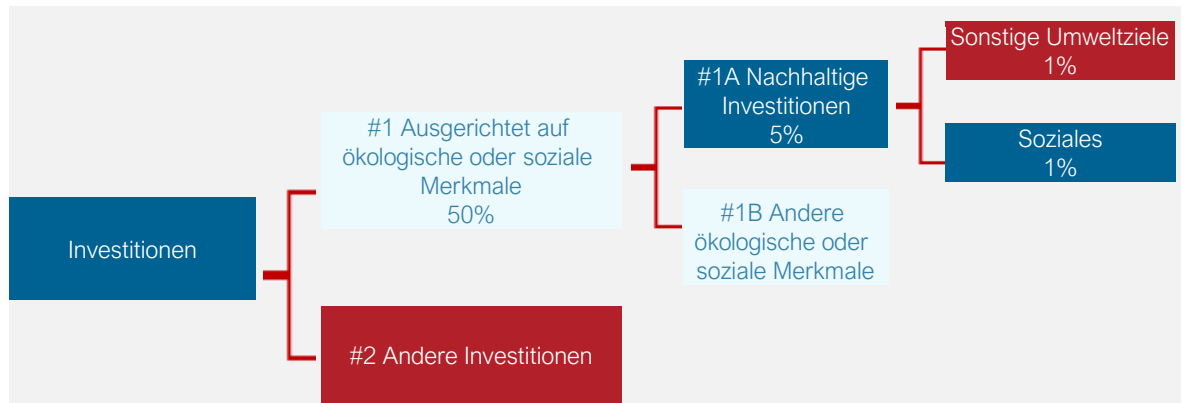 Investitionen
#1 Ausgerichtet auf
ökologische oder soziale
Merkmale
50%
#2 Andere Investitionen
#1A Nachhaltige
Investitionen
5%
#1B Andere
ökologische oder
soziale Merkmale
Sonstige Umweltziele
1%
Soziales
1%